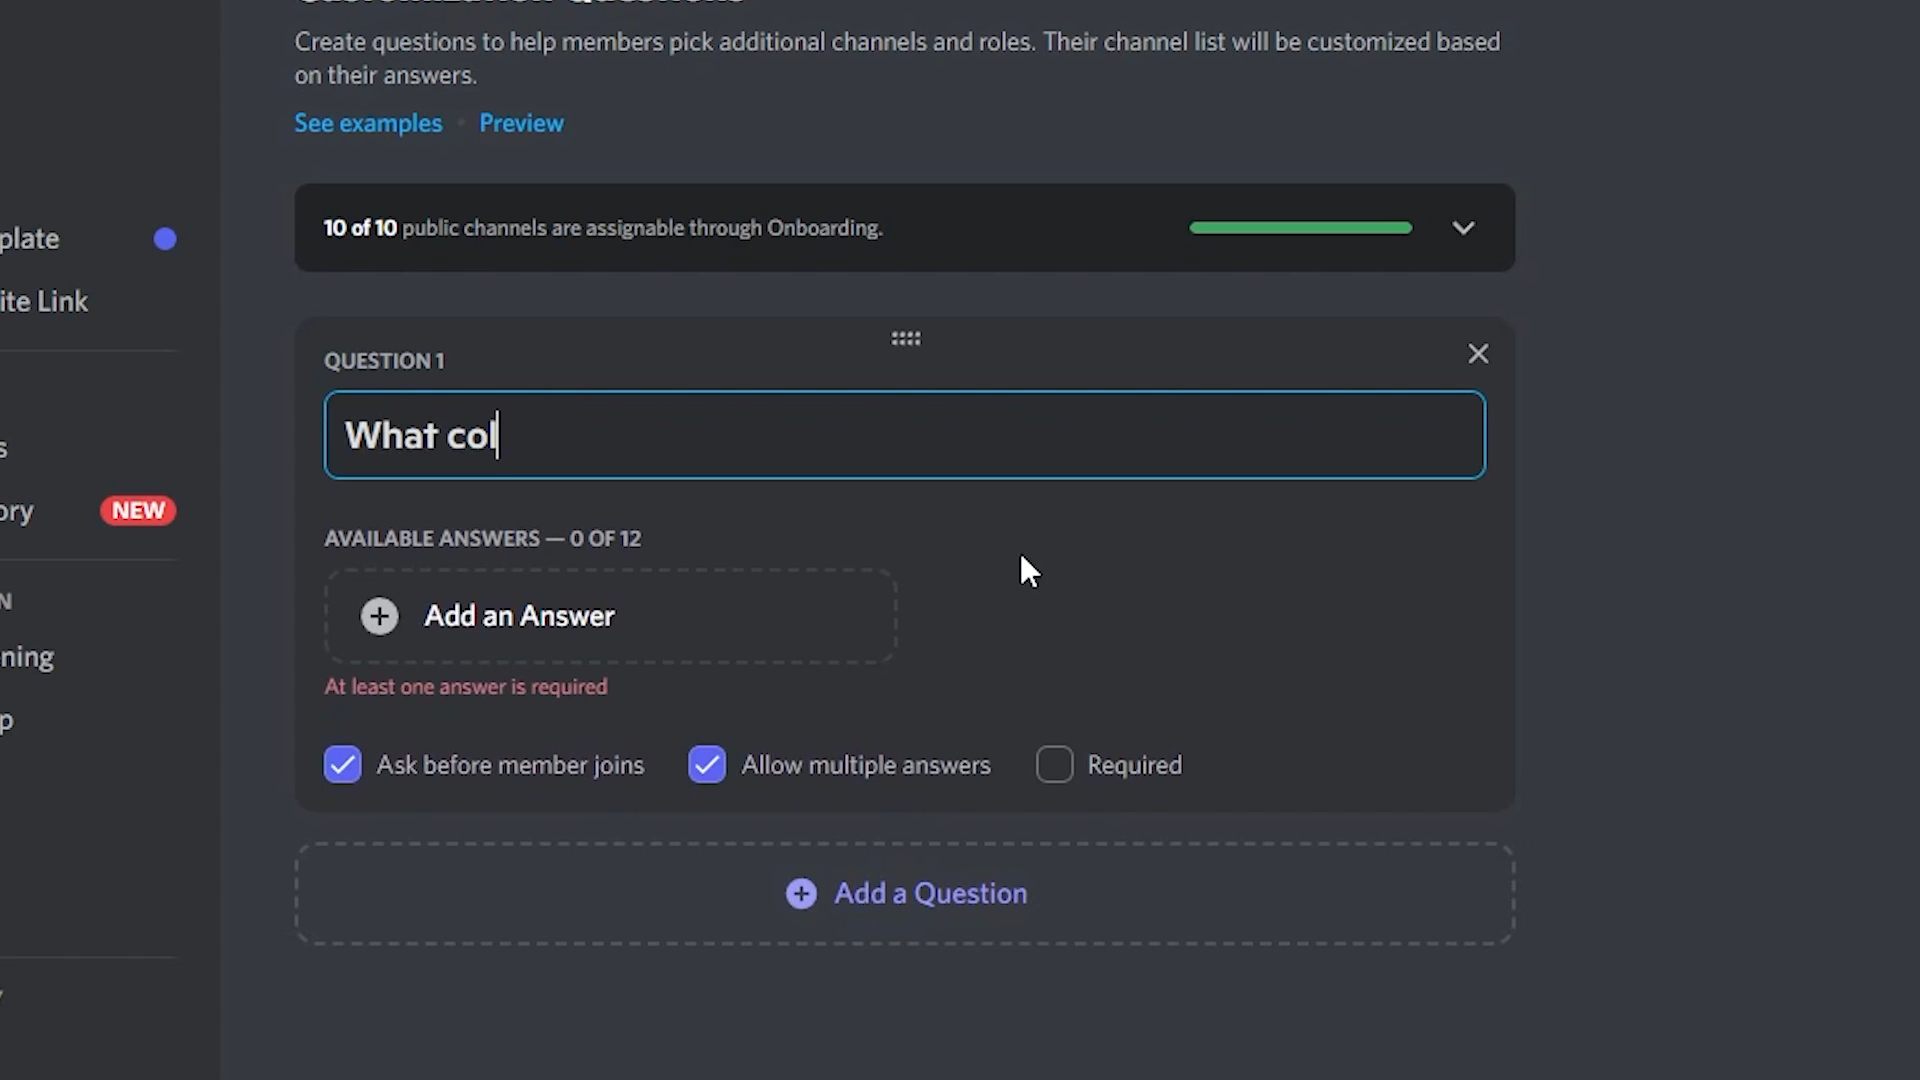 Customization Questions
Create questions to help members pick additional channels and roles. Their channel list will be customized based
on their answers.
See examples • Preview
10 of 10 public channels are assignable through Onboarding.
plate
ite Link
QUESTION 1
What col
s
ory NEW
AVAILABLE ANSWERS — 0 OF 12
Add an Answer
N
ning
At least one answer is required
p
Ask before member joins Allow multiple answers Required
Add a Question